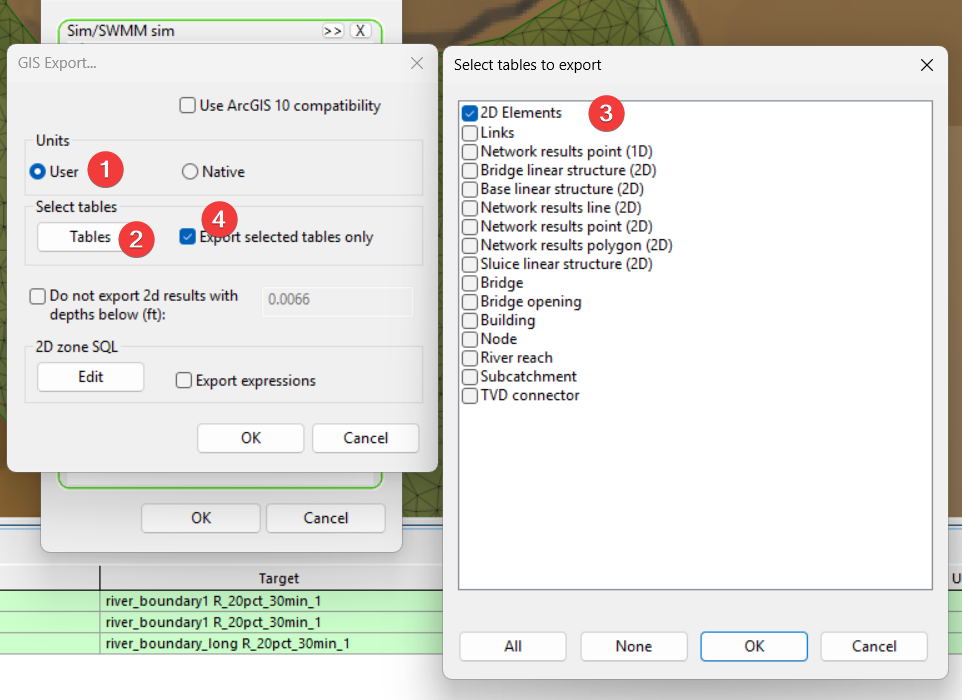 Sim/SWMM sim >> X
GIS Export...
Use ArcGIS 10 compatibility
Units
User 1 Native
Select tables
4
Tables 2 Export selected tables only
Do not export 2d results with
depths below (ft): 0.0066
2D zone SQL
Edit Export expressions
OK Cancel
OK Cancel
Select tables to export
2D Elements 3
Links
Network results point (1D)
Bridge linear structure (2D)
Base linear structure (2D)
Network results line (2D)
Network results point (2D)
Network results polygon (2D)
Sluice linear structure (2D)
Bridge
Bridge opening
Building
Node
River reach
Subcatchment
TVD connector
All None OK Cancel
Target U
river_boundary1 R_20pct_30min_1
river_boundary1 R_20pct_30min_1
river_boundary_long R_20pct_30min_1